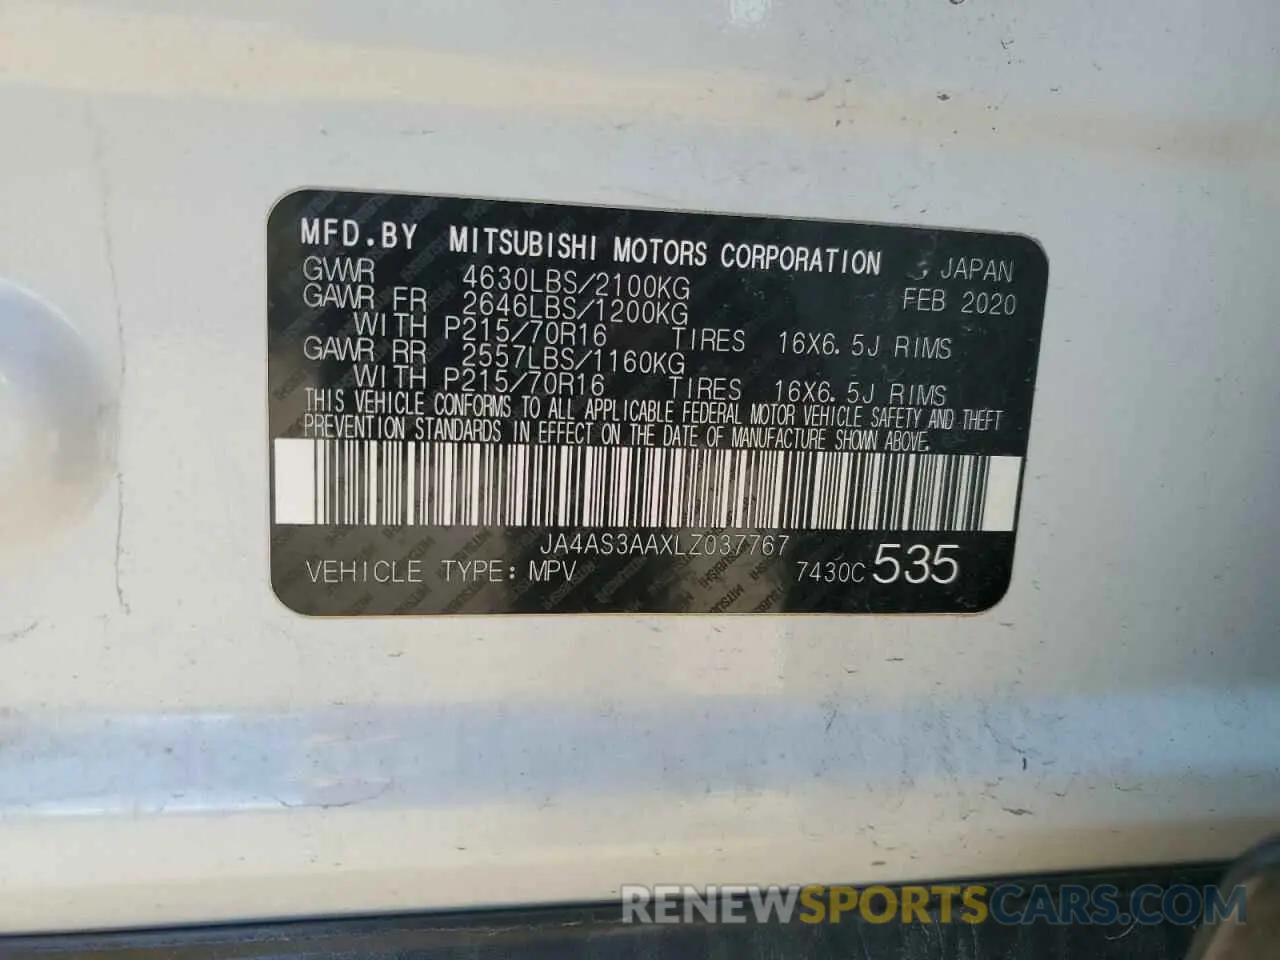 MFD.BY MITSUBISHI MOTORS CORPORATION JAPAN
GVWR 4630LBS/2100KG FEB 2020
GAWR FR 2646LBS/1200KG
WITH P215/70R16 TIRES 16X6.5J RIMS
GAWR RR 2557LBS/1160KG
WITH P215/70R16 TIRES 16X6.5J RIMS
THIS VEHICLE CONFORMS TO ALL APPLICABLE FEDERAL MOTOR VEHICLE SAFETY AND THEFT
PREVENTION STANDARDS IN EFFECT ON THE DATE OF MANUFACTURE SHOWN ABOVE.
JA4AS3AAXLZ037767
VEHICLE TYPE: MPV 7430C 535
RENEWSPORTSCARS.COM